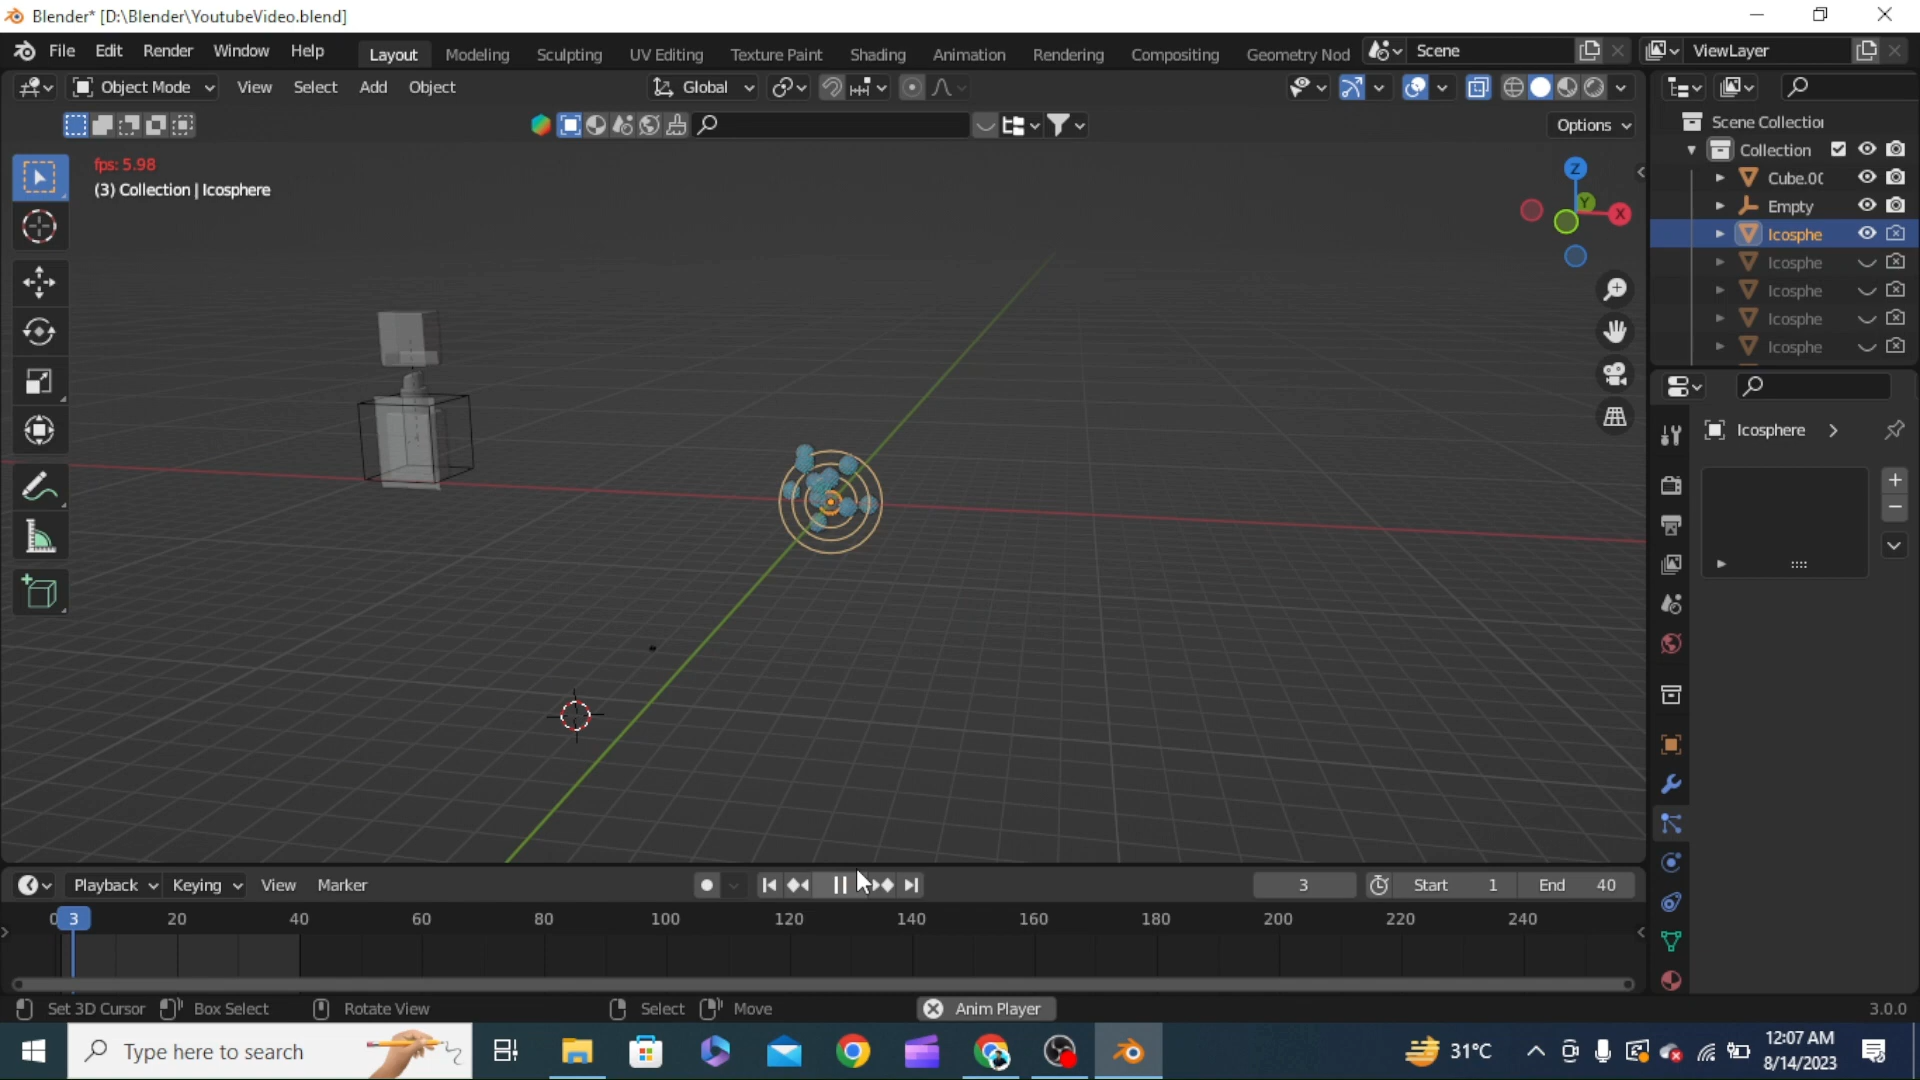 Blender* [D:\Blender\YoutubeVideo.blend]
File Edit Render Window Help Layout Modeling Sculpting UV Editing Texture Paint Shading Animation Rendering Compositing Geometry Nod Scene ViewLayer
Object Mode View Select Add Object Global
Options
fps: 5.98
(3) Collection | Icosphere
Z
Y
X
Scene Collection
Collection
Cube.00
Empty
Icosphe
Icosphe
Icosphe
Icosphe
Icosphe
Icosphere
Playback Keying View Marker 3 Start 1 End 40
0 3 20 40 60 80 100 120 140 160 180 200 220 240
Set 3D Cursor Box Select Rotate View Select Move Anim Player 3.0.0
Type here to search
31°C
12:07 AM
8/14/2023